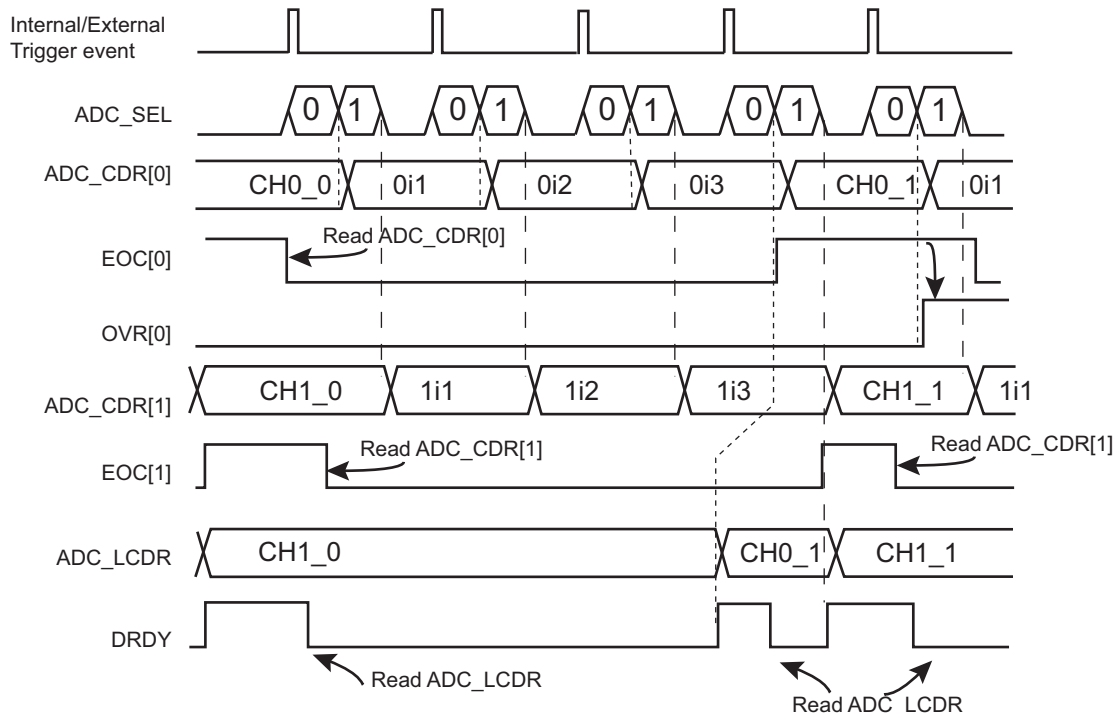 Internal/External
Trigger event
ADC_SEL
0 1 0 1 0 1 0 1 0 1
ADC_CDR[0]
CH0_0 0i1 0i2 0i3 CH0_1 0i1
Read ADC_CDR[0]
EOC[0]
OVR[0]
ADC_CDR[1]
CH1_0 1i1 1i2 1i3 CH1_1 1i1
EOC[1]
Read ADC_CDR[1] Read ADC_CDR[1]
ADC_LCDR
CH1_0 CH0_1 CH1_1
DRDY
Read ADC_LCDR
Read ADC_LCDR